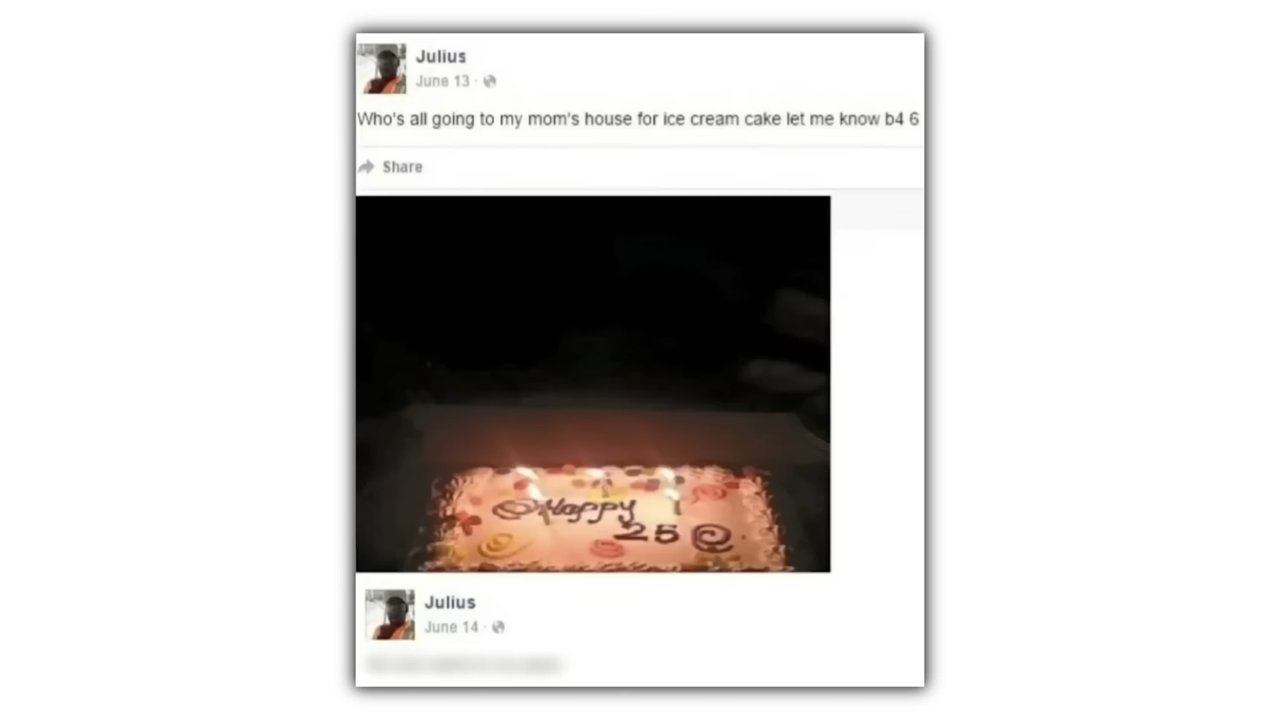 Julius
June 13 ·
Who's all going to my mom's house for ice cream cake let me know b4 6
Share
Happy
25
Julius
June 14 ·